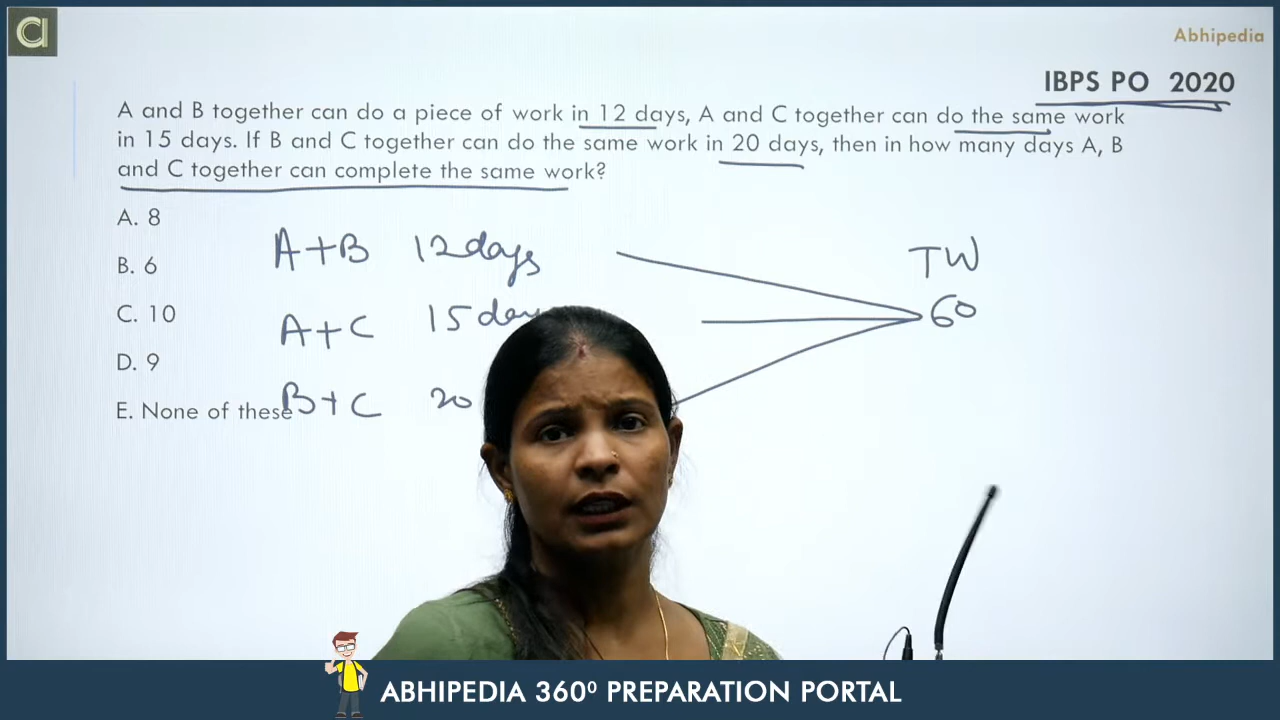 Abhipedia
IBPS PO 2020
A and B together can do a piece of work in 12 days, A and C together can do the same work
in 15 days. If B and C together can do the same work in 20 days, then in how many days A, B
and C together can complete the same work?
A. 8
B. 6
C. 10
D. 9
E. None of these
A+B 12days
A+C 15day
B+C 20
TW
60
ABHIPEDIA 360⁰ PREPARATION PORTAL